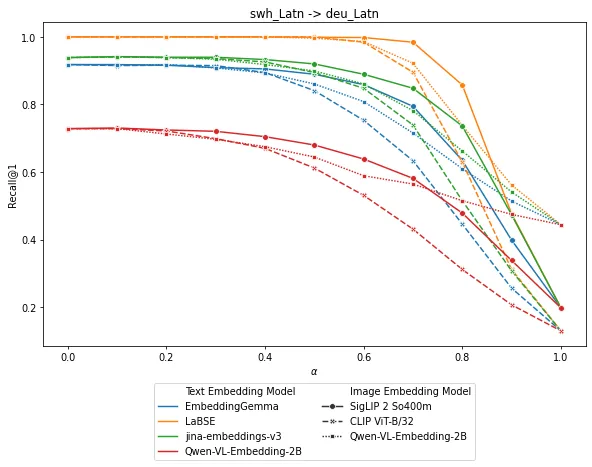 swh_Latn -> deu_Latn
Recall@1
1.0
0.8
0.6
0.4
0.2
0.0 0.2 0.4 0.6 0.8 1.0
α
Text Embedding Model
EmbeddingGemma
LaBSE
jina-embeddings-v3
Qwen-VL-Embedding-2B
Image Embedding Model
SigLIP 2 So400m
CLIP ViT-B/32
Qwen-VL-Embedding-2B